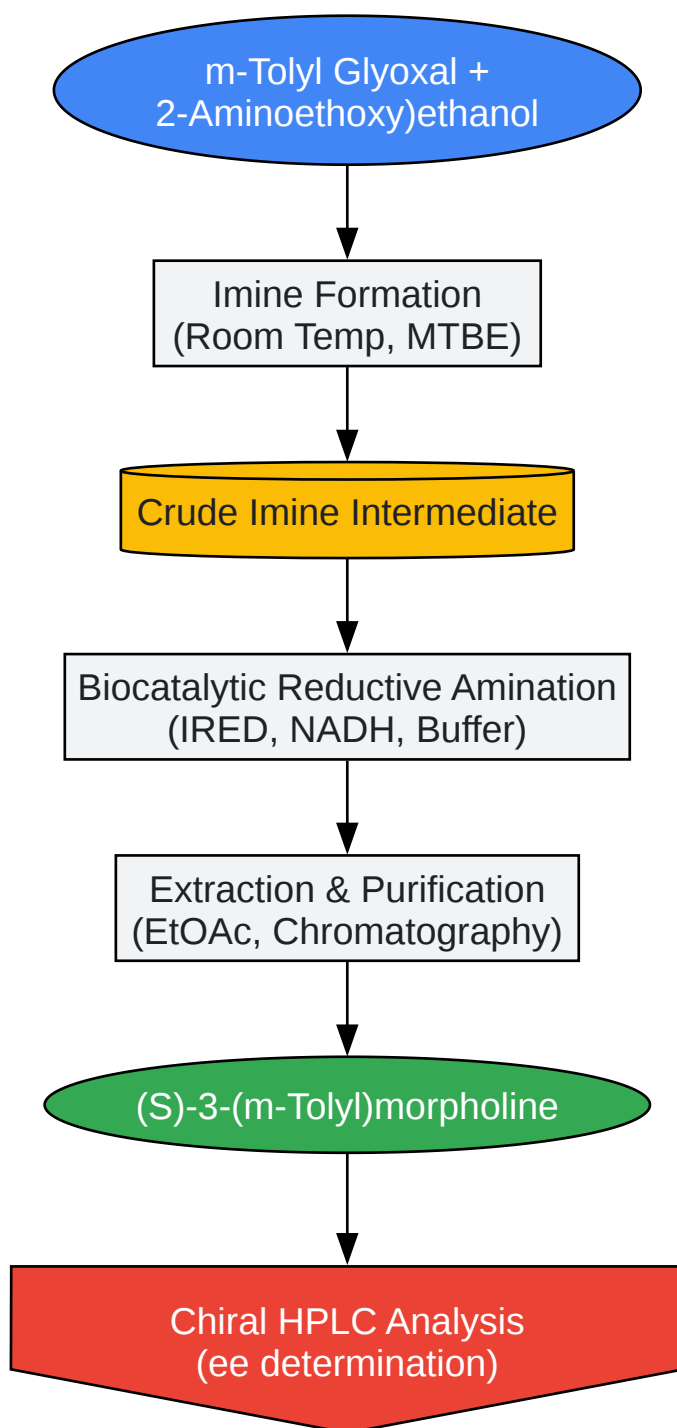 m-Tolyl Glyoxal +
2-Aminoethoxy)ethanol
Imine Formation
(Room Temp, MTBE)
Crude Imine Intermediate
Biocatalytic Reductive Amination
(IRED, NADH, Buffer)
Extraction & Purification
(EtOAc, Chromatography)
(S)-3-(m-Tolyl)morpholine
Chiral HPLC Analysis
(ee determination)